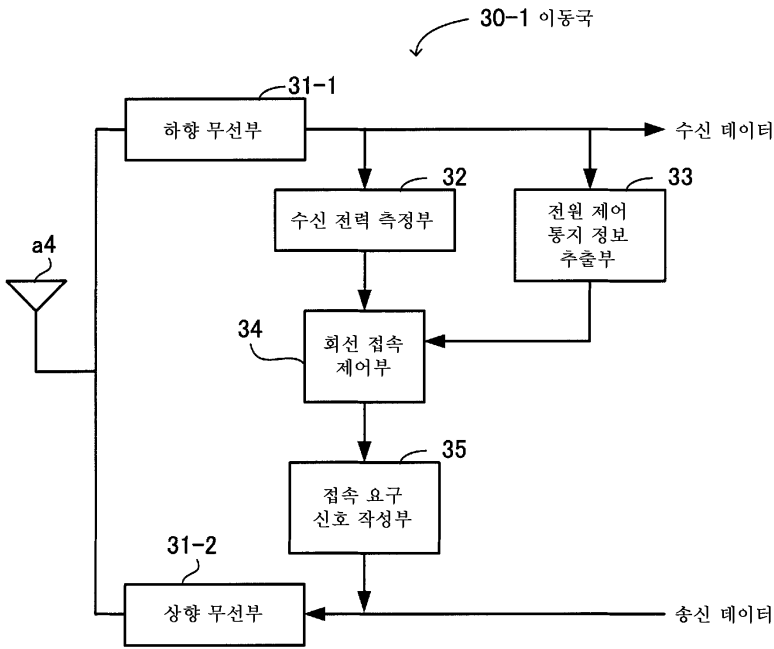 30-1 이동국
31-1
하향 무선부
수신 데이터
32
수신 전력 측정부
33
전원 제어
통지 정보
추출부
a4
34
회선 접속
제어부
35
접속 요구
신호 작성부
31-2
상향 무선부
송신 데이터